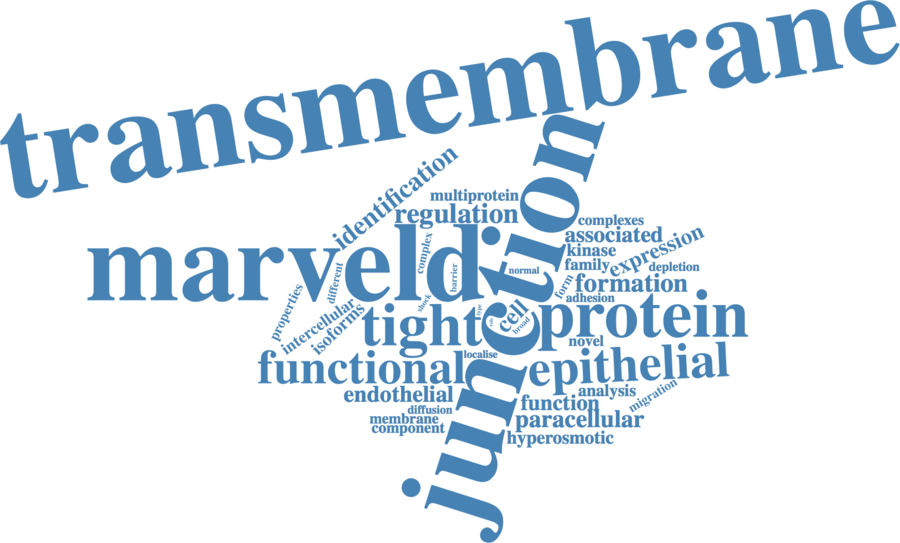 transmembrane
junction
identification
multiprotein
regulation
complexes
associated
marveld
complex
kinase
expression
family
depletion
normal
barrier
different
form
formation
adhesion
properties
shock
type
intercellular
isoforms
tight
cell
broad
protein
novel
localise
functional
epithelial
endothelial
analysis
migration
diffusion
function
membrane
paracellular
component
hyperosmotic